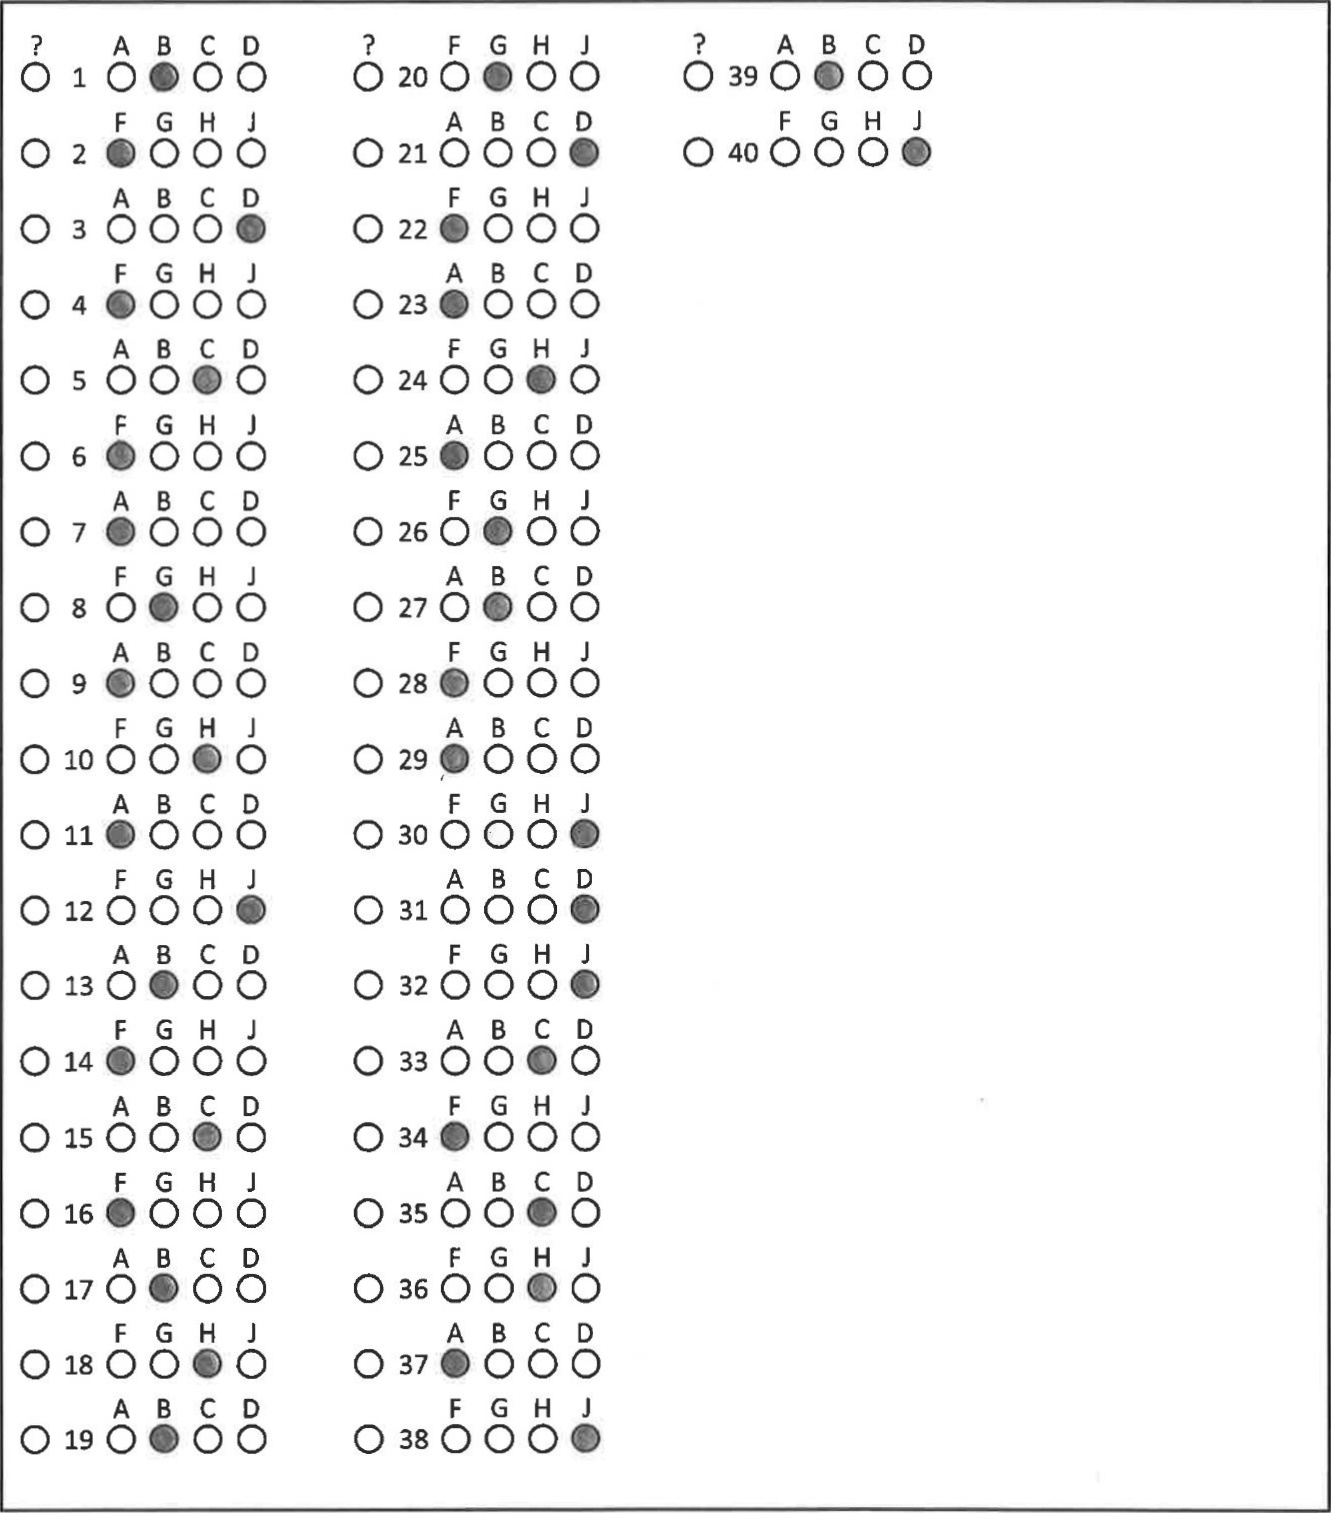 ? A B C D
1
F G H J
2
A B C D
3
F G H J
4
A B C D
5
F G H J
6
A B C D
7
F G H J
8
A B C D
9
F G H J
10
A B C D
11
F G H J
12
A B C D
13
F G H J
14
A B C D
15
F G H J
16
A B C D
17
F G H J
18
A B C D
19
? F G H J
20
A B C D
21
F G H J
22
A B C D
23
F G H J
24
A B C D
25
F G H J
26
A B C D
27
F G H J
28
A B C D
29
F G H J
30
A B C D
31
F G H J
32
A B C D
33
F G H J
34
A B C D
35
F G H J
36
A B C D
37
F G H J
38
? A B C D
39
F G H J
40